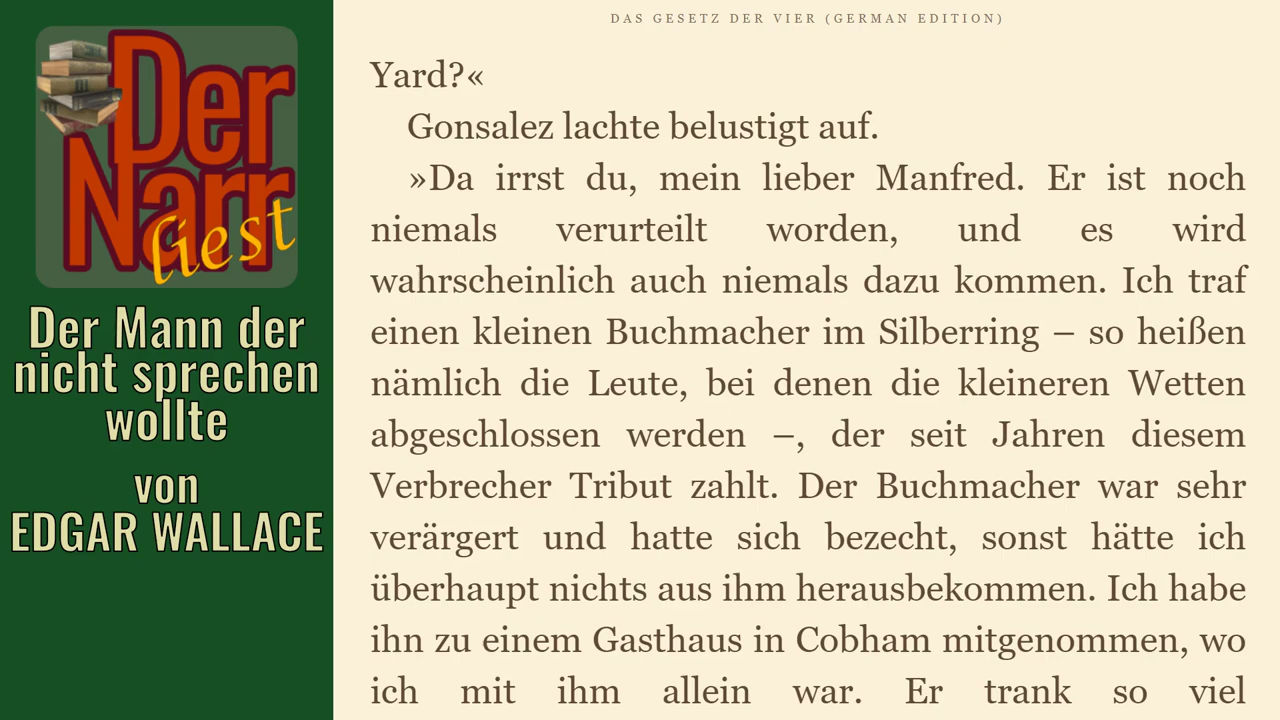 Der
Narr
liest
Der Mann der
nicht sprechen
wollte
von
EDGAR WALLACE
DAS GESETZ DER VIER (GERMAN EDITION)
Yard?«
Gonsalez lachte belustigt auf.
»Da irrst du, mein lieber Manfred. Er ist noch
niemals verurteilt worden, und es wird
wahrscheinlich auch niemals dazu kommen. Ich traf
einen kleinen Buchmacher im Silberring – so heißen
nämlich die Leute, bei denen die kleineren Wetten
abgeschlossen werden –, der seit Jahren diesem
Verbrecher Tribut zahlt. Der Buchmacher war sehr
verärgert und hatte sich bezecht, sonst hätte ich
überhaupt nichts aus ihm herausbekommen. Ich habe
ihn zu einem Gasthaus in Cobham mitgenommen, wo
ich mit ihm allein war. Er trank so viel